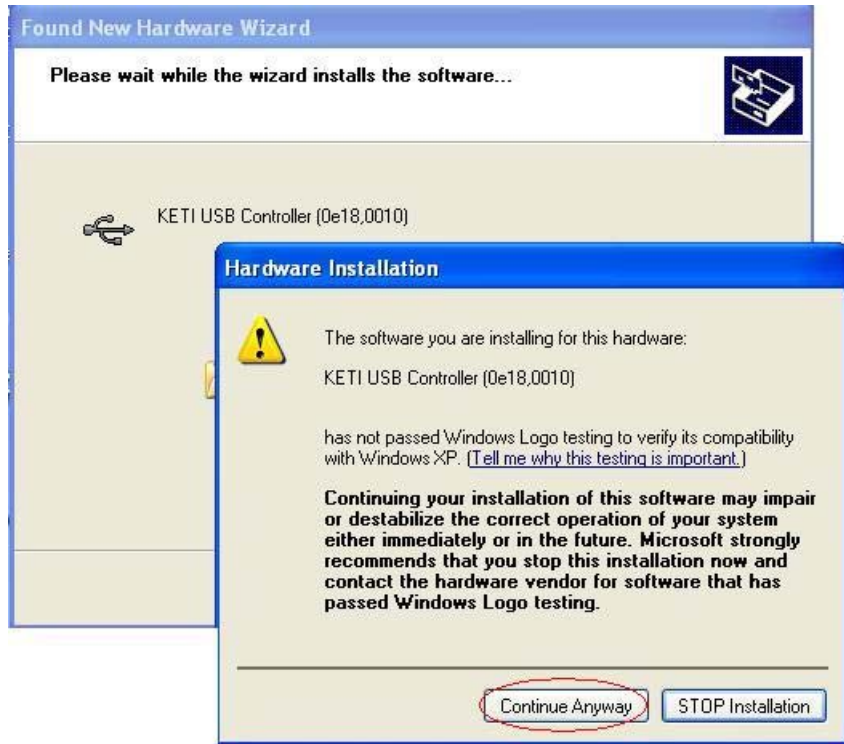 Found New Hardware Wizard
Please wait while the wizard installs the software...
KETI USB Controller (0e18,0010)
Hardware Installation
The software you are installing for this hardware:
KETI USB Controller (0e18,0010)
has not passed Windows Logo testing to verify its compatibility
with Windows XP. (Tell me why this testing is important.)
Continuing your installation of this software may impair
or destabilize the correct operation of your system
either immediately or in the future. Microsoft strongly
recommends that you stop this installation now and
contact the hardware vendor for software that has
passed Windows Logo testing.
Continue Anyway
STOP Installation